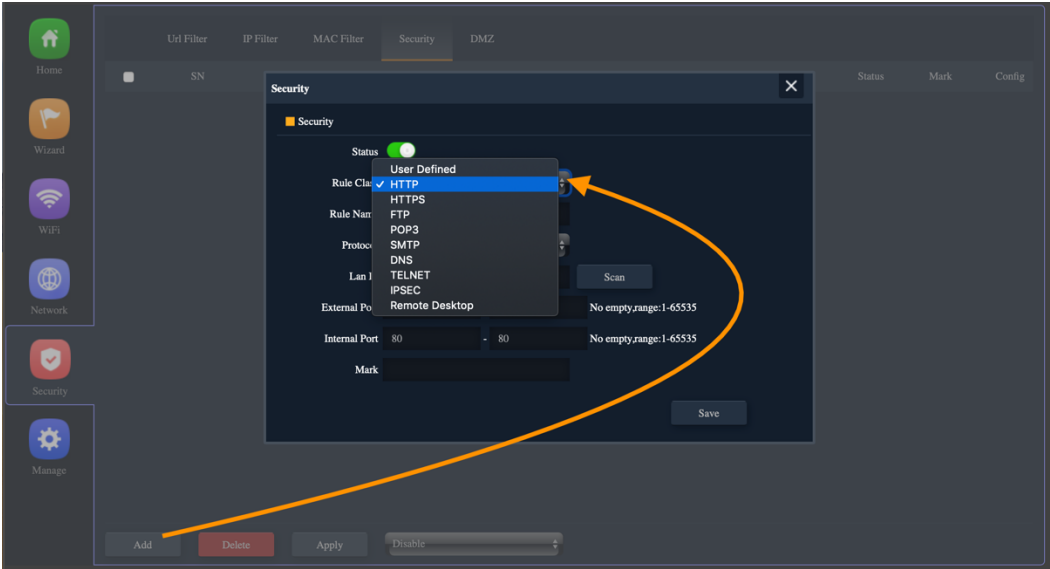 Home
Wizard
WiFi
Network
Security
Manage
Url Filter IP Filter MAC Filter Security DMZ
SN Status Mark Config
Security
Security
Status
Rule Clas
User Defined
✓ HTTP
HTTPS
FTP
POP3
SMTP
DNS
TELNET
IPSEC
Remote Desktop
Rule Nam
Protoco
Lan I
Scan
External Po
No empty,range:1-65535
Internal Port 80 - 80 No empty,range:1-65535
Mark
Save
Add Delete Apply Disable